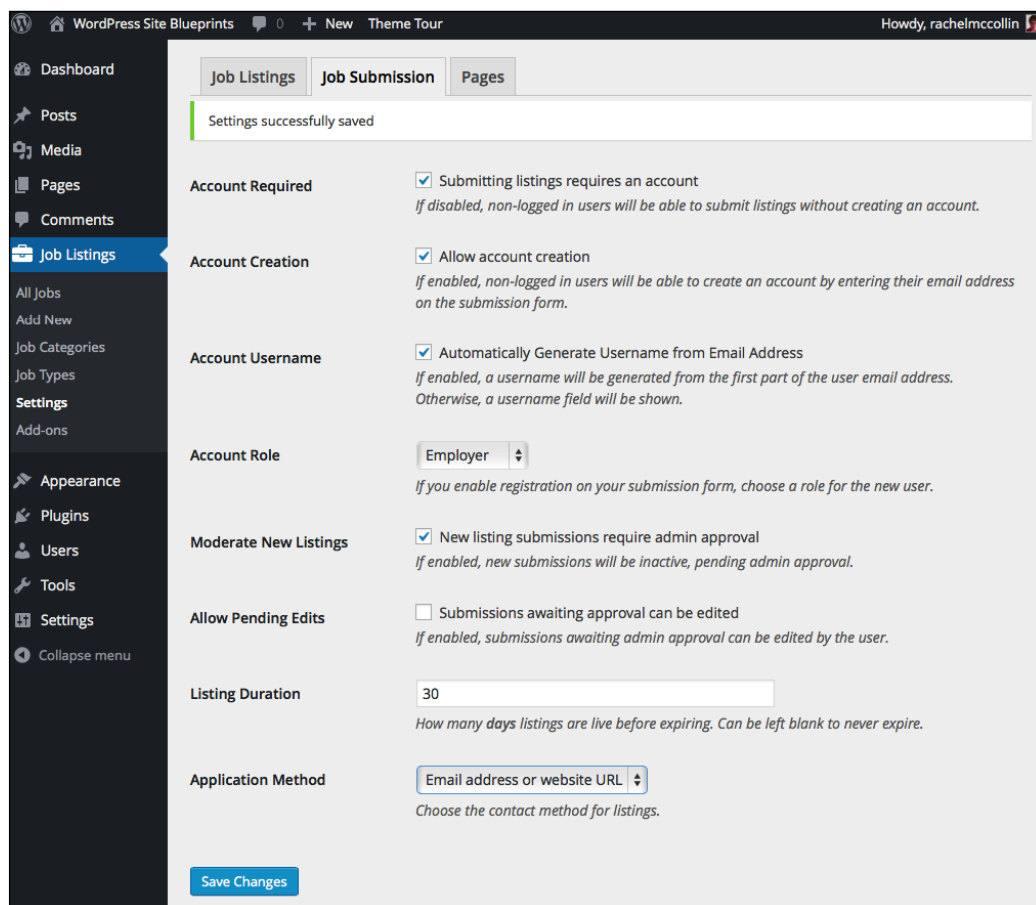 WordPress Site Blueprints 0 + New Theme Tour Howdy, rachelmccollin
Dashboard
Posts
Media
Pages
Comments
Job Listings
All Jobs
Add New
Job Categories
Job Types
Settings
Add-ons
Appearance
Plugins
Users
Tools
Settings
Collapse menu
Job Listings Job Submission Pages
Settings successfully saved
Account Required
Submitting listings requires an account
If disabled, non-logged in users will be able to submit listings without creating an account.
Account Creation
Allow account creation
If enabled, non-logged in users will be able to create an account by entering their email address
on the submission form.
Account Username
Automatically Generate Username from Email Address
If enabled, a username will be generated from the first part of the user email address.
Otherwise, a username field will be shown.
Account Role
Employer
If you enable registration on your submission form, choose a role for the new user.
Moderate New Listings
New listing submissions require admin approval
If enabled, new submissions will be inactive, pending admin approval.
Allow Pending Edits
Submissions awaiting approval can be edited
If enabled, submissions awaiting admin approval can be edited by the user.
Listing Duration
30
How many days listings are live before expiring. Can be left blank to never expire.
Application Method
Email address or website URL
Choose the contact method for listings.
Save Changes